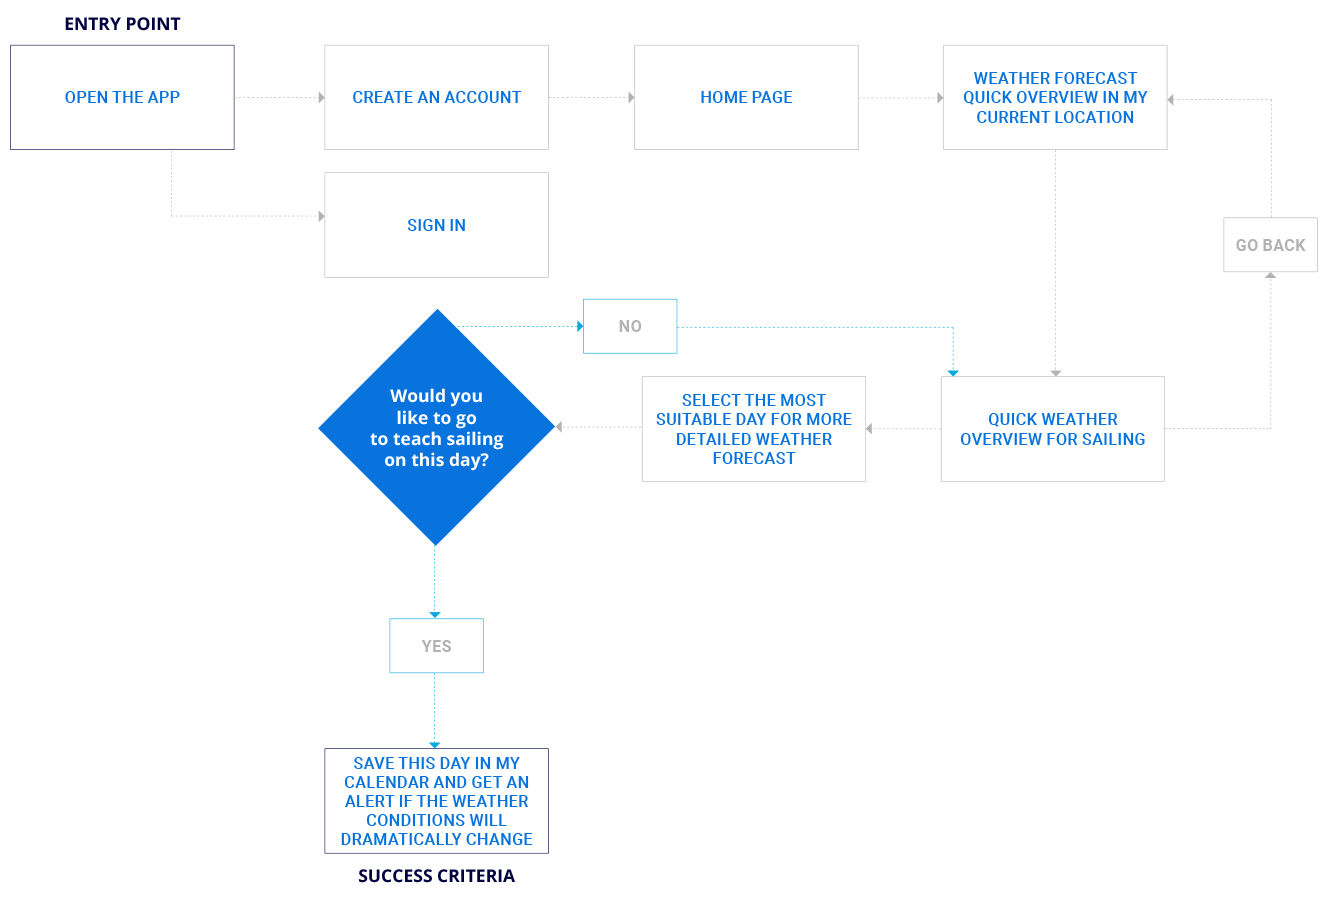 ENTRY POINT
OPEN THE APP
CREATE AN ACCOUNT
HOME PAGE
WEATHER FORECAST
QUICK OVERVIEW IN MY
CURRENT LOCATION
SIGN IN
GO BACK
NO
Would you
like to go
to teach sailing
on this day?
SELECT THE MOST
SUITABLE DAY FOR MORE
DETAILED WEATHER
FORECAST
QUICK WEATHER
OVERVIEW FOR SAILING
YES
SAVE THIS DAY IN MY
CALENDAR AND GET AN
ALERT IF THE WEATHER
CONDITIONS WILL
DRAMATICALLY CHANGE
SUCCESS CRITERIA